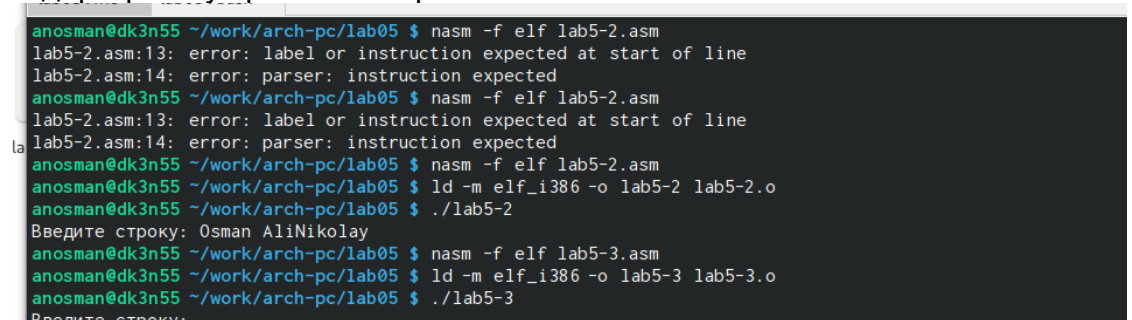 anosman@dk3n55 ~/work/arch-pc/lab05 $ nasm -f elf lab5-2.asm
lab5-2.asm:13: error: label or instruction expected at start of line
lab5-2.asm:14: error: parser: instruction expected
anosman@dk3n55 ~/work/arch-pc/lab05 $ nasm -f elf lab5-2.asm
lab5-2.asm:13: error: label or instruction expected at start of line
la
lab5-2.asm:14: error: parser: instruction expected
anosman@dk3n55 ~/work/arch-pc/lab05 $ nasm -f elf lab5-2.asm
anosman@dk3n55 ~/work/arch-pc/lab05 $ ld -m elf_i386 -o lab5-2 lab5-2.o
anosman@dk3n55 ~/work/arch-pc/lab05 $ ./lab5-2
Введите строку: Osman AliNikolay
anosman@dk3n55 ~/work/arch-pc/lab05 $ nasm -f elf lab5-3.asm
anosman@dk3n55 ~/work/arch-pc/lab05 $ ld -m elf_i386 -o lab5-3 lab5-3.o
anosman@dk3n55 ~/work/arch-pc/lab05 $ ./lab5-3
Введите строку: